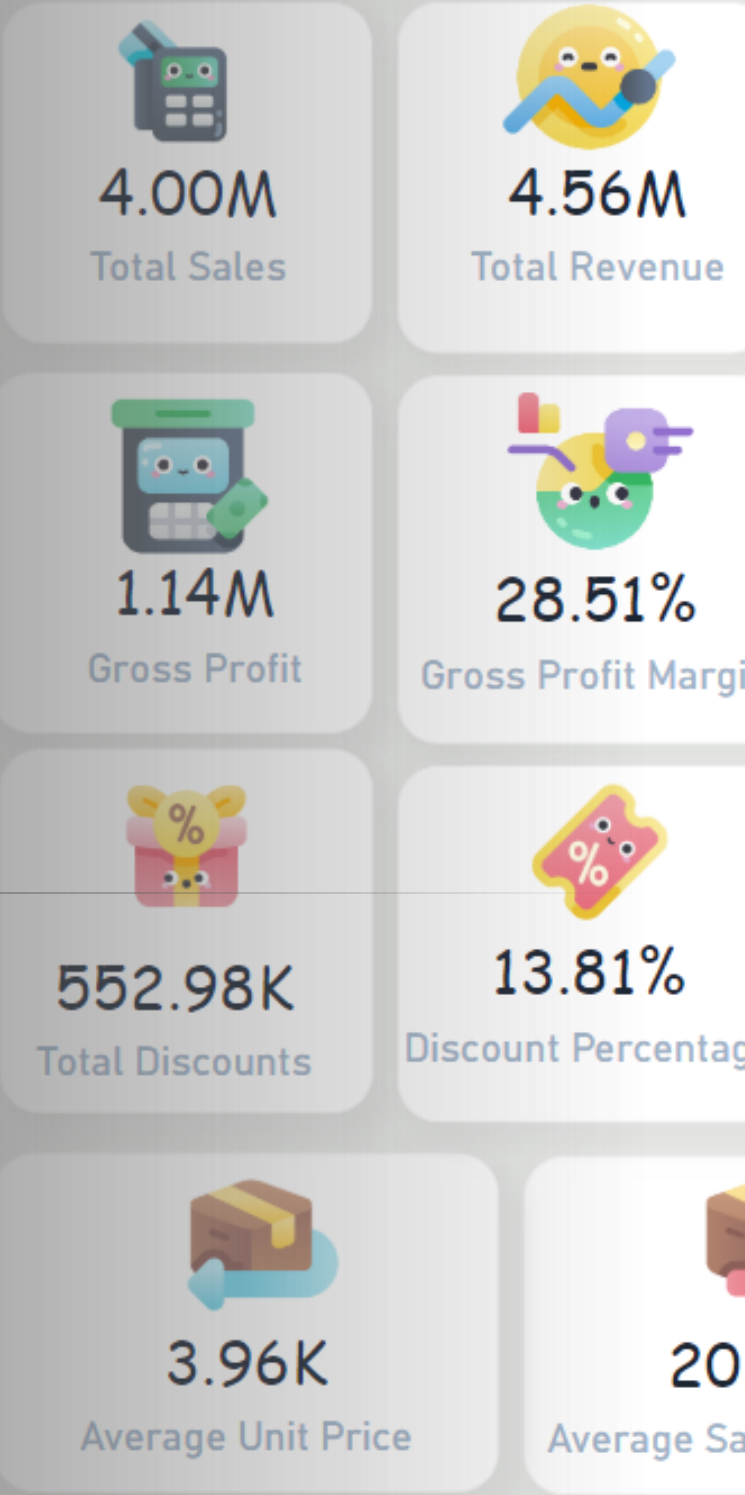 4.00M
Total Sales
4.56M
Total Revenue
1.14M
Gross Profit
28.51%
Gross Profit Margi
552.98K
Total Discounts
13.81%
Discount Percentag
3.96K
Average Unit Price
20
Average Sa